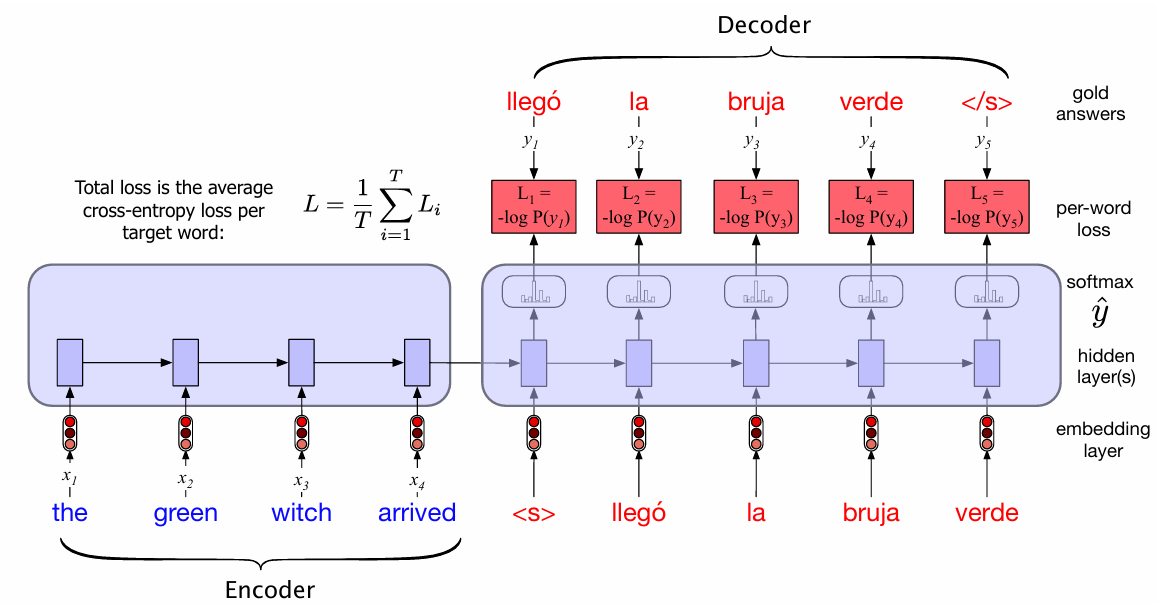 Decoder
llegó la bruja verde </s>
gold
answers
y1 y2 y3 y4 y5
Total loss is the average
cross-entropy loss per
target word:
L = 1/T ∑ i=1 T Li
L1 =
-log P(y1)
L2 =
-log P(y2)
L3 =
-log P(y3)
L4 =
-log P(y4)
L5 =
-log P(y5)
per-word
loss
softmax
ŷ
hidden
layer(s)
embedding
layer
x1 x2 x3 x4
the green witch arrived <s> llegó la bruja verde
Encoder